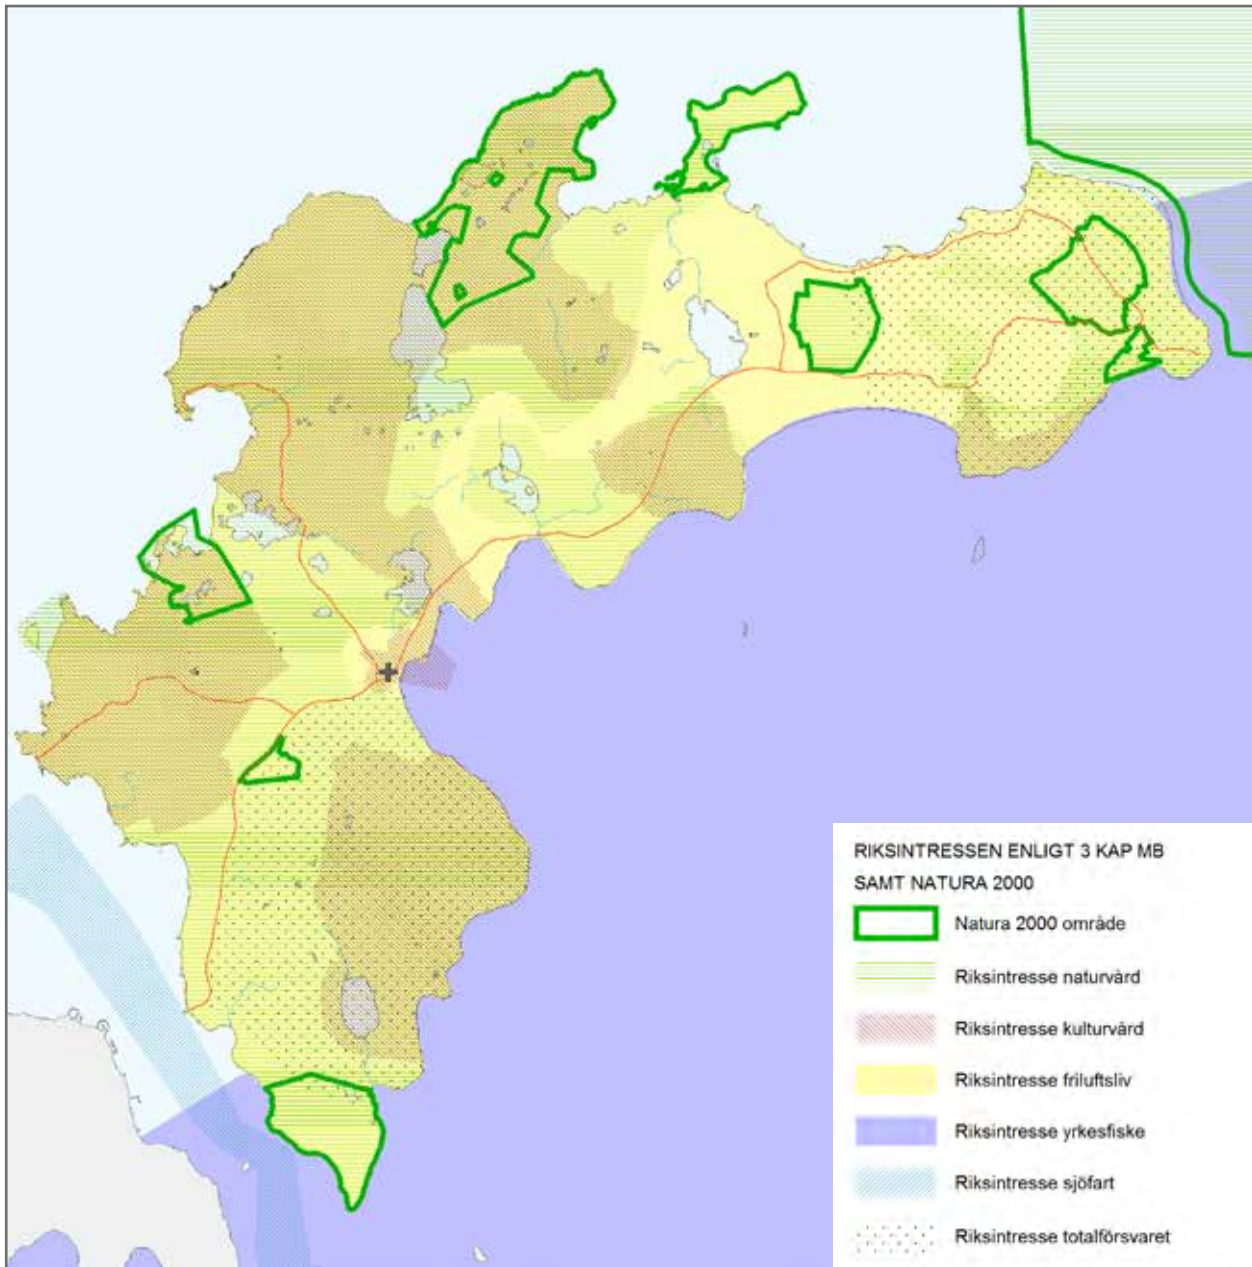 RIKSINTRESSEN ENLIGT 3 KAP MB
SAMT NATURA 2000
Natura 2000 område
Riksintresse naturvård
Riksintresse kulturvård
Riksintresse friluftsliv
Riksintresse yrkesfiske
Riksintresse sjöfart
Riksintresse totalförsvaret